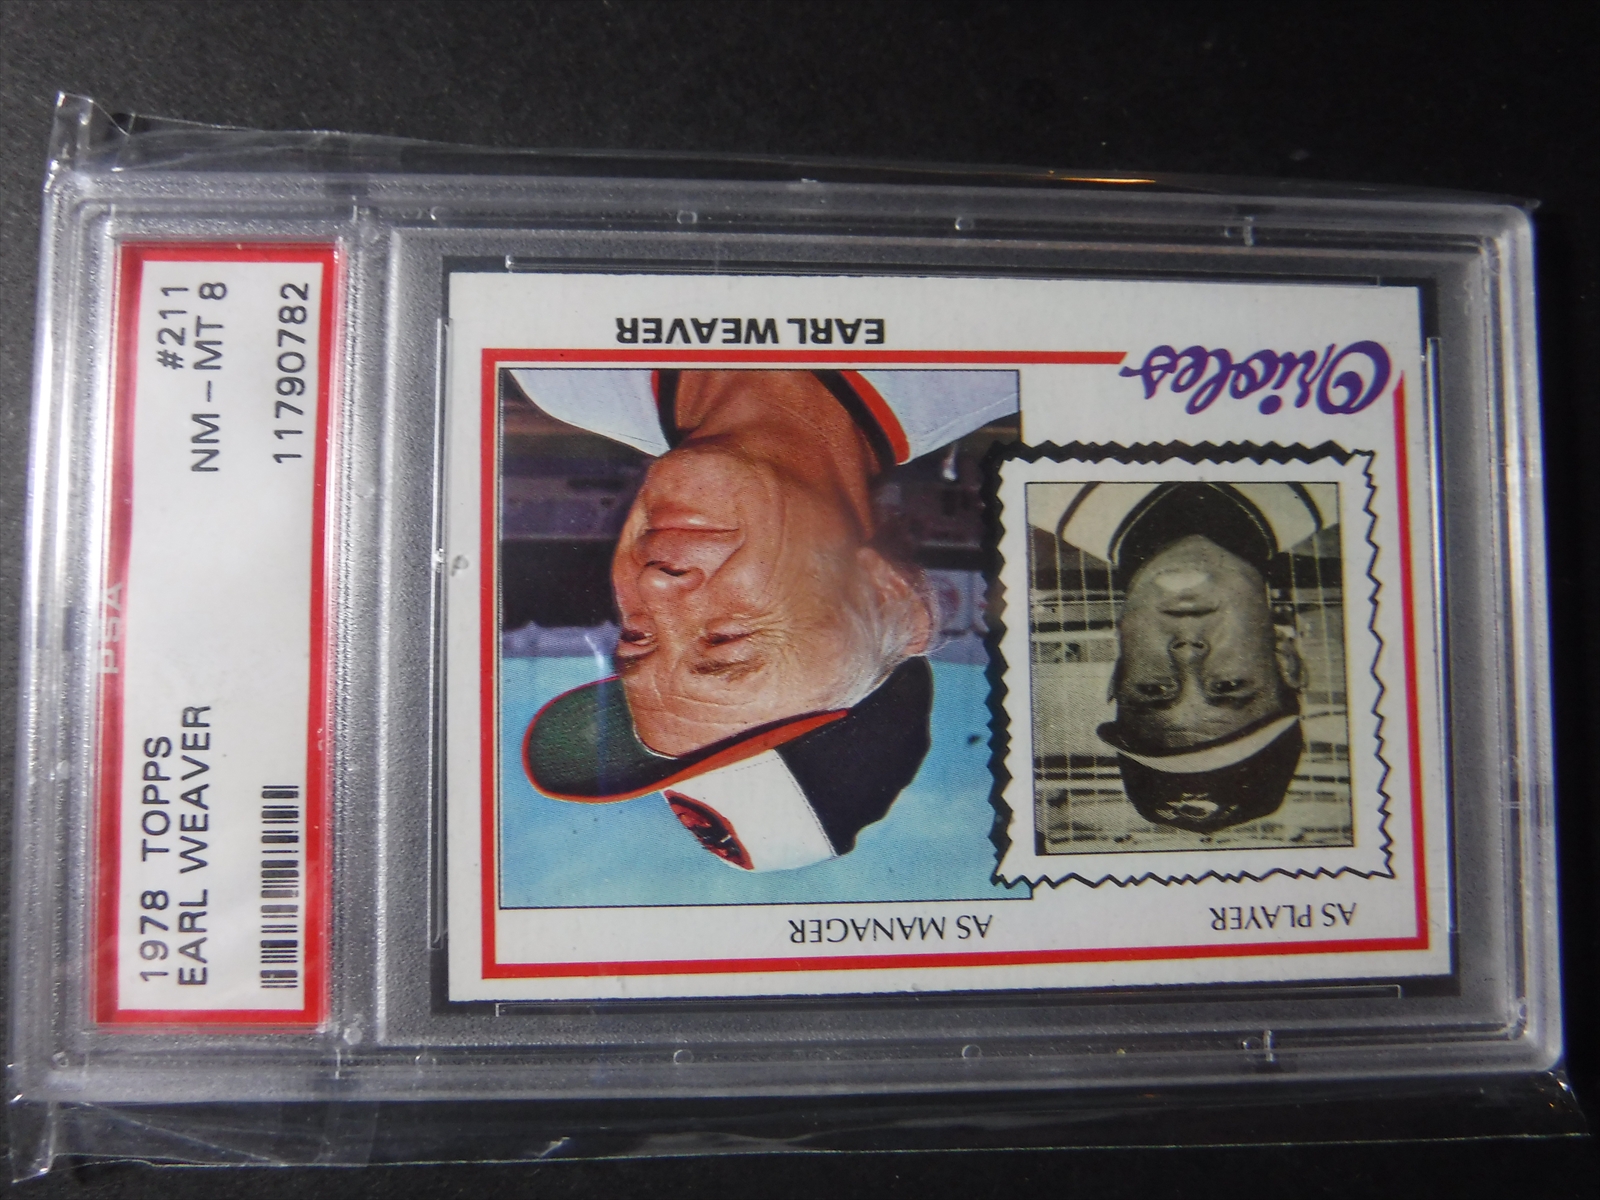 1978 TOPPS #211
EARL WEAVER NM-MT 8
11790782
PSA
AS PLAYER AS MANAGER
Orioles
EARL WEAVER